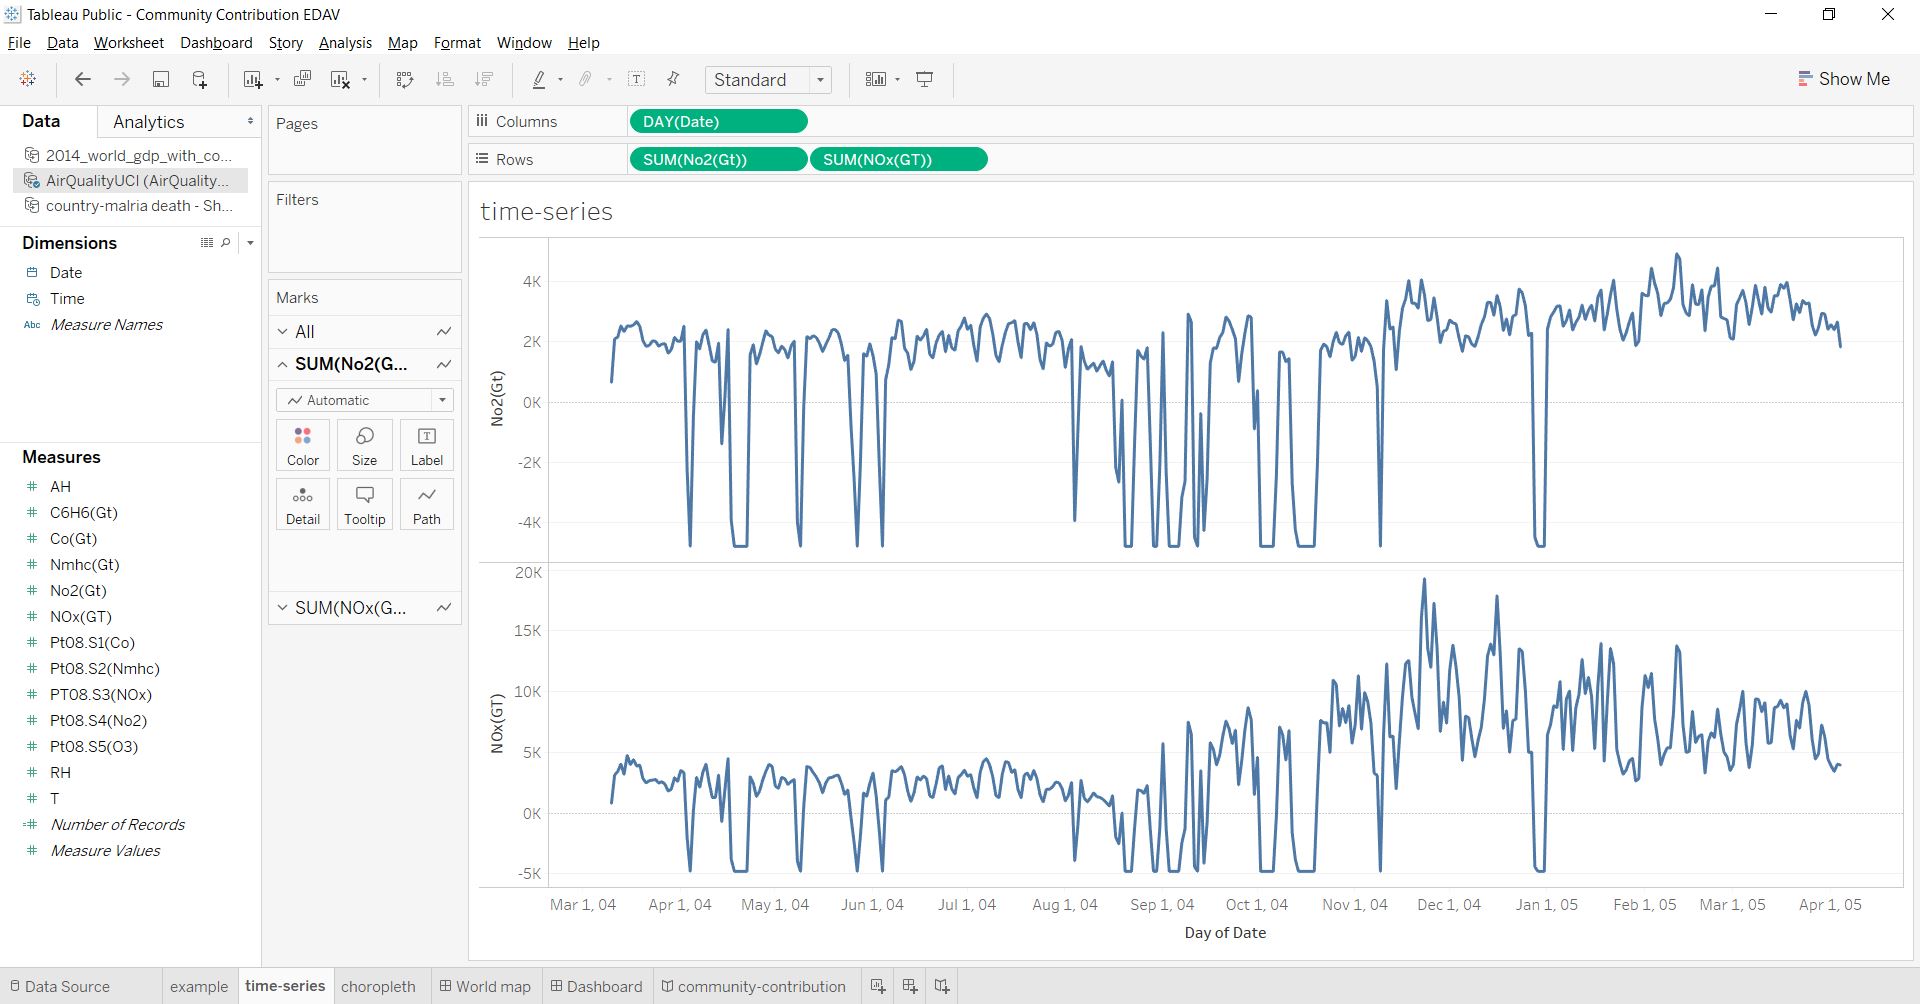 Tableau Public - Community Contribution EDAV
File Data Worksheet Dashboard Story Analysis Map Format Window Help
Standard
Show Me
Data Analytics
2014_world_gdp_with_co...
AirQualityUCI (AirQuality...
country-malria death - Sh...
Dimensions
Date
Time
Abc Measure Names
Measures
AH
C6H6(Gt)
Co(Gt)
Nmhc(Gt)
No2(Gt)
NOx(GT)
Pt08.S1(Co)
Pt08.S2(Nmhc)
PT08.S3(NOx)
Pt08.S4(No2)
Pt08.S5(O3)
RH
T
Number of Records
Measure Values
Pages
Filters
Marks
All
SUM(No2(G...
Automatic
Color Size Label
Detail Tooltip Path
SUM(NOx(G...
Columns DAY(Date)
Rows SUM(No2(Gt)) SUM(NOx(GT))
time-series
No2(Gt)
4K
2K
0K
-2K
-4K
NOx(GT)
20K
15K
10K
5K
0K
-5K
Mar 1, 04 Apr 1, 04 May 1, 04 Jun 1, 04 Jul 1, 04 Aug 1, 04 Sep 1, 04 Oct 1, 04 Nov 1, 04 Dec 1, 04 Jan 1, 05 Feb 1, 05 Mar 1, 05 Apr 1, 05
Day of Date
Data Source example time-series choropleth World map Dashboard community-contribution